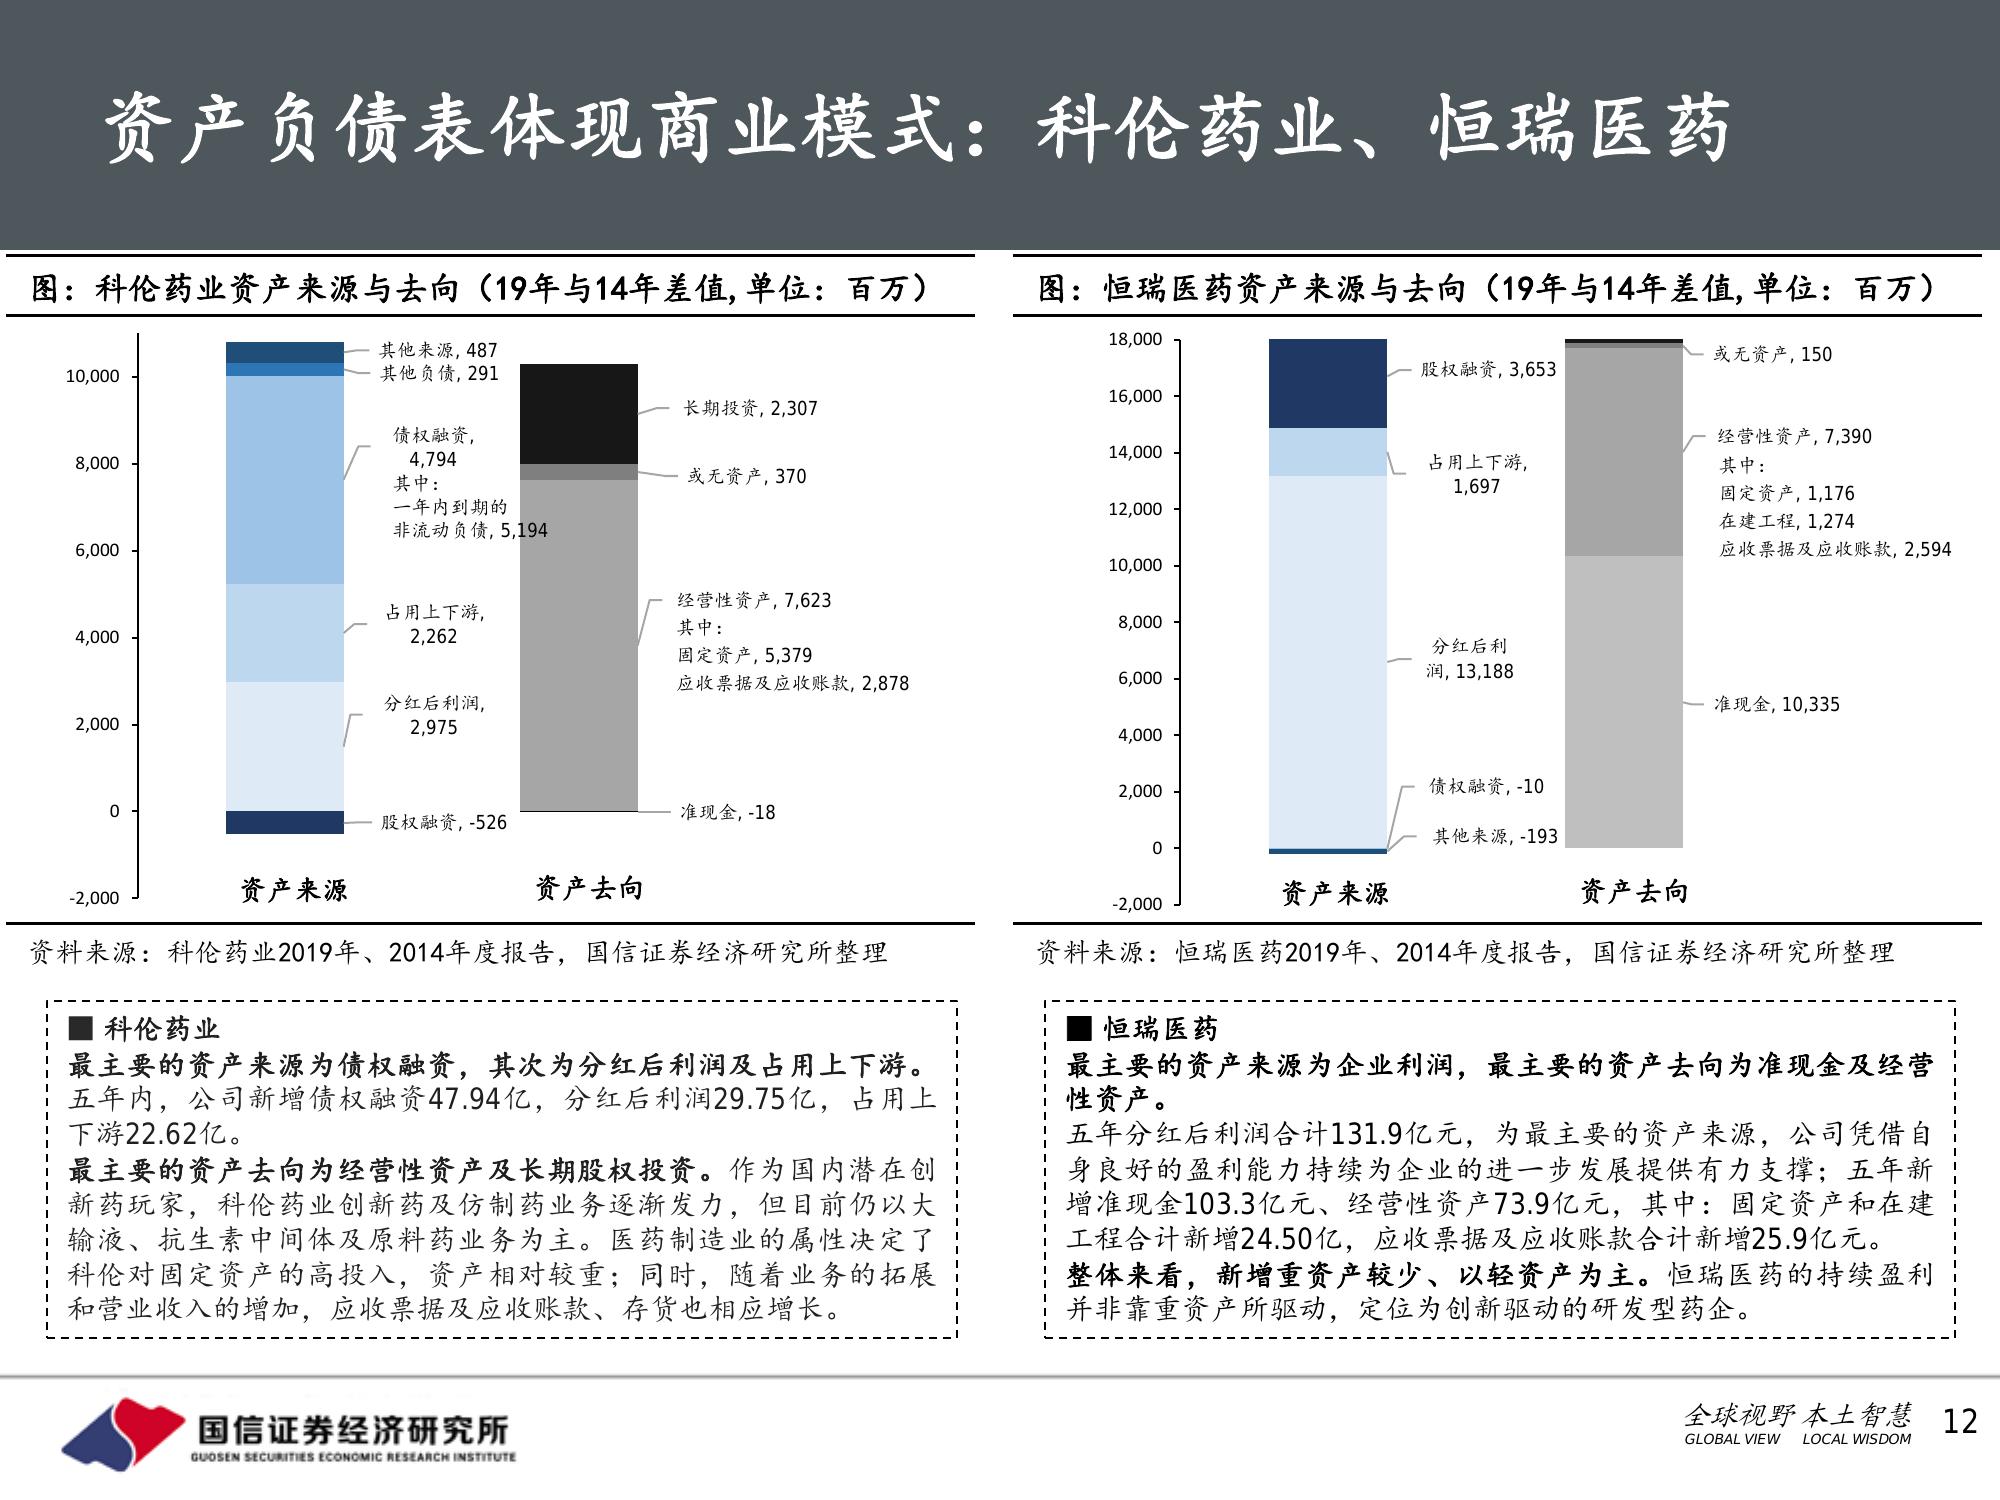 资产负债表体现商业模式：科伦药业、恒瑞医药
图：科伦药业资产来源与去向（19年与14年差值,单位：百万）
10,000
8,000
6,000
4,000
2,000
0
-2,000
其他来源, 487
其他负债, 291
债权融资,
4,794
其中：
一年内到期的
非流动负债, 5,194
占用上下游,
2,262
分红后利润,
2,975
股权融资, -526
长期投资, 2,307
或无资产, 370
经营性资产, 7,623
其中：
固定资产, 5,379
应收票据及应收账款, 2,878
准现金, -18
资产来源
资产去向
资料来源：科伦药业2019年、2014年度报告，国信证券经济研究所整理
■ 科伦药业
最主要的资产来源为债权融资，其次为分红后利润及占用上下游。
五年内，公司新增债权融资47.94亿，分红后利润29.75亿，占用上
下游22.62亿。
最主要的资产去向为经营性资产及长期股权投资。作为国内潜在创
新药玩家，科伦药业创新药及仿制药业务逐渐发力，但目前仍以大
输液、抗生素中间体及原料药业务为主。医药制造业的属性决定了
科伦对固定资产的高投入，资产相对较重；同时，随着业务的拓展
和营业收入的增加，应收票据及应收账款、存货也相应增长。
图：恒瑞医药资产来源与去向（19年与14年差值,单位：百万）
18,000
16,000
14,000
12,000
10,000
8,000
6,000
4,000
2,000
0
-2,000
股权融资, 3,653
占用上下游,
1,697
分红后利
润, 13,188
债权融资, -10
其他来源, -193
或无资产, 150
经营性资产, 7,390
其中：
固定资产, 1,176
在建工程, 1,274
应收票据及应收账款, 2,594
准现金, 10,335
资产来源
资产去向
资料来源：恒瑞医药2019年、2014年度报告，国信证券经济研究所整理
■ 恒瑞医药
最主要的资产来源为企业利润，最主要的资产去向为准现金及经营
性资产。
五年分红后利润合计131.9亿元，为最主要的资产来源，公司凭借自
身良好的盈利能力持续为企业的进一步发展提供有力支撑；五年新
增准现金103.3亿元、经营性资产73.9亿元，其中：固定资产和在建
工程合计新增24.50亿，应收票据及应收账款合计新增25.9亿元。
整体来看，新增重资产较少、以轻资产为主。恒瑞医药的持续盈利
并非靠重资产所驱动，定位为创新驱动的研发型药企。
国信证券经济研究所
GUOSEN SECURITIES ECONOMIC RESEARCH INSTITUTE
全球视野 本土智慧
GLOBAL VIEW LOCAL WISDOM
12